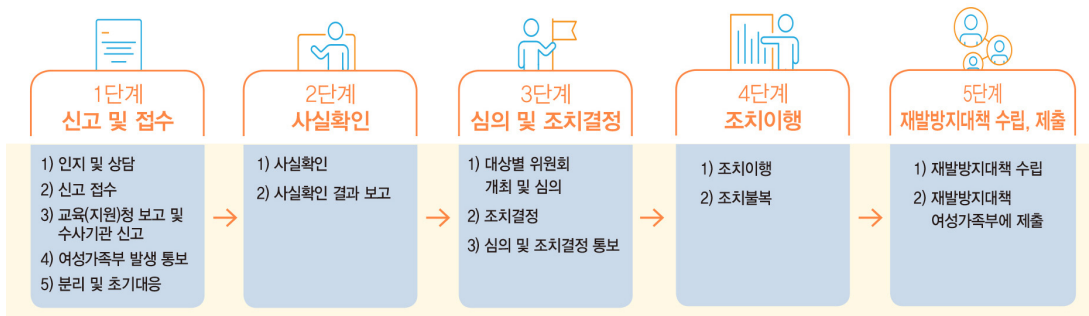 1단계
신고 및 접수
1) 인지 및 상담
2) 신고 접수
3) 교육(지원)청 보고 및
수사기관 신고
4) 여성가족부 발생 통보
5) 분리 및 초기대응
2단계
사실확인
1) 사실확인
2) 사실확인 결과 보고
3단계
심의 및 조치결정
1) 대상별 위원회
개최 및 심의
2) 조치결정
3) 심의 및 조치결정 통보
4단계
조치이행
1) 조치이행
2) 조치불복
5단계
재발방지대책 수립, 제출
1) 재발방지대책 수립
2) 재발방지대책
여성가족부에 제출